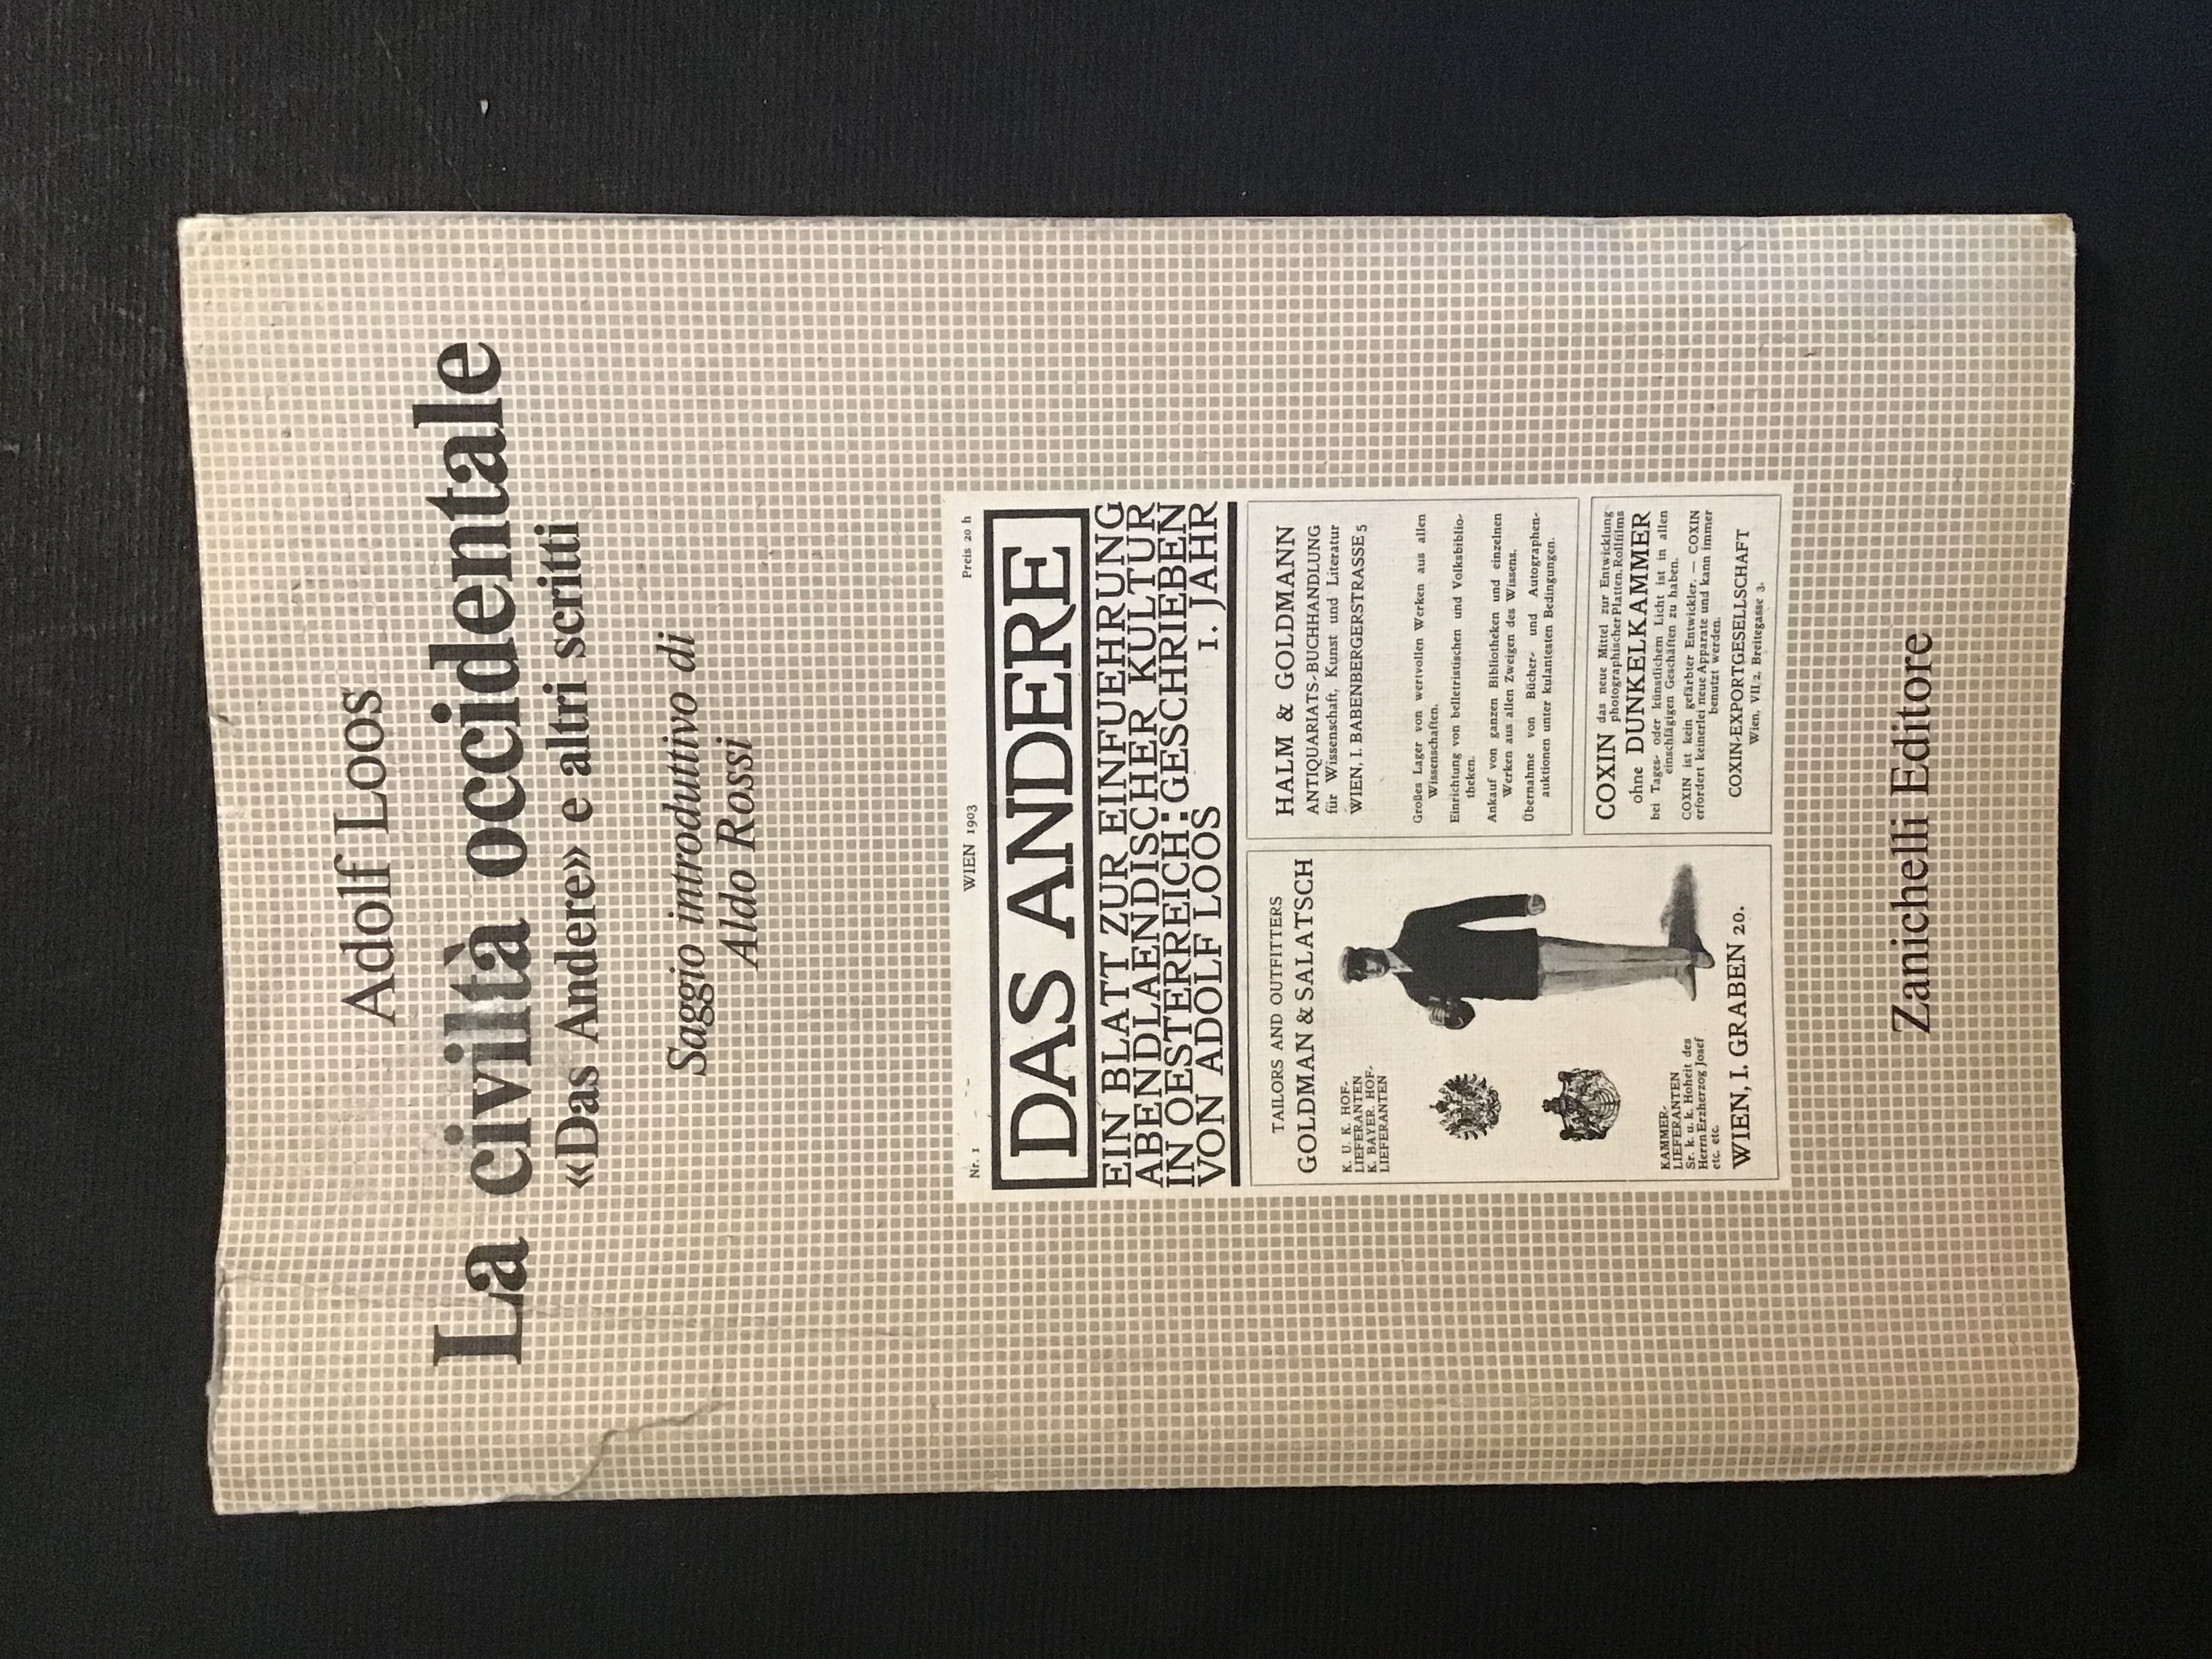 Adolf Loos
La civiltà occidentale
«Das Andere» e altri scritti
Saggio introduttivo di
Aldo Rossi
Nr. 1 WIEN 1903 Preis 20 h
DAS ANDERE
EIN BLATT ZUR EINFUEHRUNG
ABENDLAENDISCHER KULTUR
IN OESTERREICH: GESCHRIEBEN
VON ADOLF LOOS 1. JAHR
TAILORS AND OUTFITTERS
GOLDMAN & SALATSCH
K. U. K. HOF-
LIEFERANTEN
K. BAYER. HOF-
LIEFERANTEN
KAMMER-
LIEFERANTEN
Sr. k. u. k. Hoheit des
Herrn Erzherzog Josef
etc. etc.
WIEN, I. GRABEN 20.
HALM & GOLDMANN
ANTIQUARIATS-BUCHHANDLUNG
für Wissenschaft, Kunst und Literatur
WIEN, I. BABENBERGERSTRASSE 5
Großes Lager von wertvollen Werken aus allen
Wissenschaften.
Einrichtung von belletristischen und Volksbiblio-
theken.
Ankauf von ganzen Bibliotheken und einzelnen
Werken aus allen Zweigen des Wissens.
Übernahme von Bücher- und Autographen-
auktionen unter kulantesten Bedingungen.
COXIN das neue Mittel zur Entwicklung
photographischer Platten, Rollfilms
ohne DUNKELKAMMER
bei Tages- oder künstlichem Licht ist in allen
einschlägigen Geschäften zu haben.
COXIN ist kein gefärbter Entwickler. — COXIN
erfordert keinerlei neue Apparate und kann immer
benutzt werden.
COXIN-EXPORTGESELLSCHAFT
Wien, VII/2, Breitegasse 3.
Zanichelli Editore